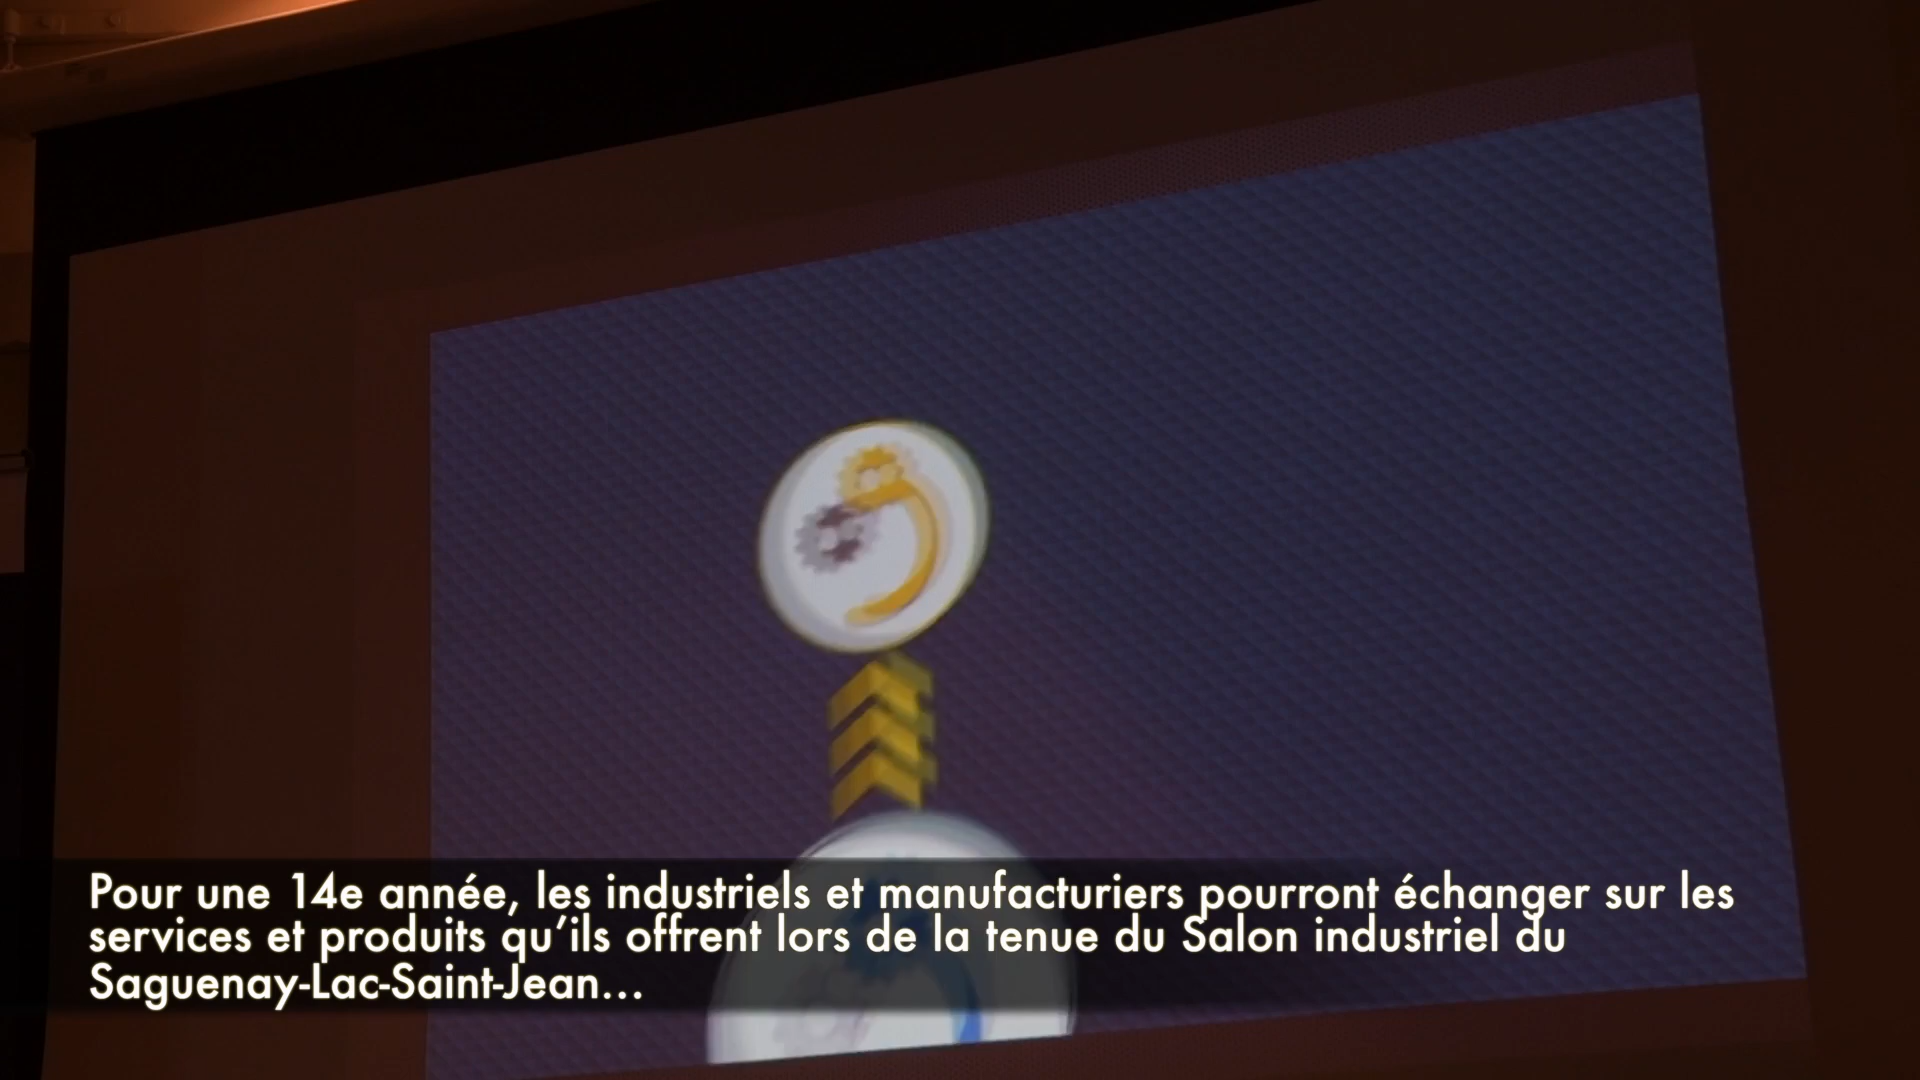 Pour une 14e année, les industriels et manufacturiers pourront échanger sur les
services et produits qu’ils offrent lors de la tenue du Salon industriel du
Saguenay-Lac-Saint-Jean...